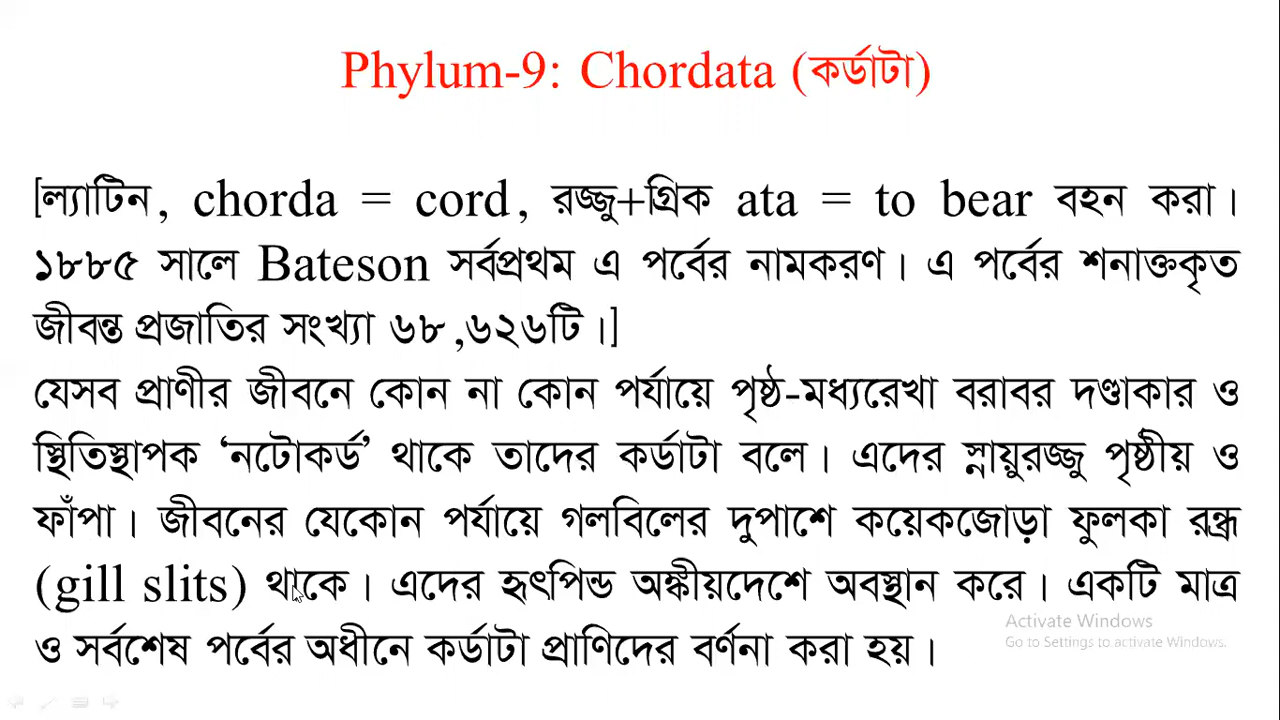 Phylum-9: Chordata (কর্ডাটা)
[ল্যাটিন, chorda = cord, রজ্জু+গ্রিক ata = to bear বহন করা।
১৮৮৫ সালে Bateson সর্বপ্রথম এ পর্বের নামকরণ। এ পর্বের শনাক্তকৃত
জীবন্ত প্রজাতির সংখ্যা ৬৮,৬২৬টি।]
যেসব প্রাণীর জীবনে কোন না কোন পর্যায়ে পৃষ্ঠ-মধ্যরেখা বরাবর দণ্ডাকার ও
স্থিতিস্থাপক ‘নটোকর্ড’ থাকে তাদের কর্ডাটা বলে। এদের স্নায়ুরজ্জু পৃষ্ঠীয় ও
ফাঁপা। জীবনের যেকোন পর্যায়ে গলবিলের দুপাশে কয়েকজোড়া ফুলকা রন্ধ্র
(gill slits) থাকে। এদের হৃৎপিন্ড অঙ্কীয়দেশে অবস্থান করে। একটি মাত্র
ও সর্বশেষ পর্বের অধীনে কর্ডাটা প্রাণিদের বর্ণনা করা হয়।
Activate Windows
Go to Settings to activate Windows.